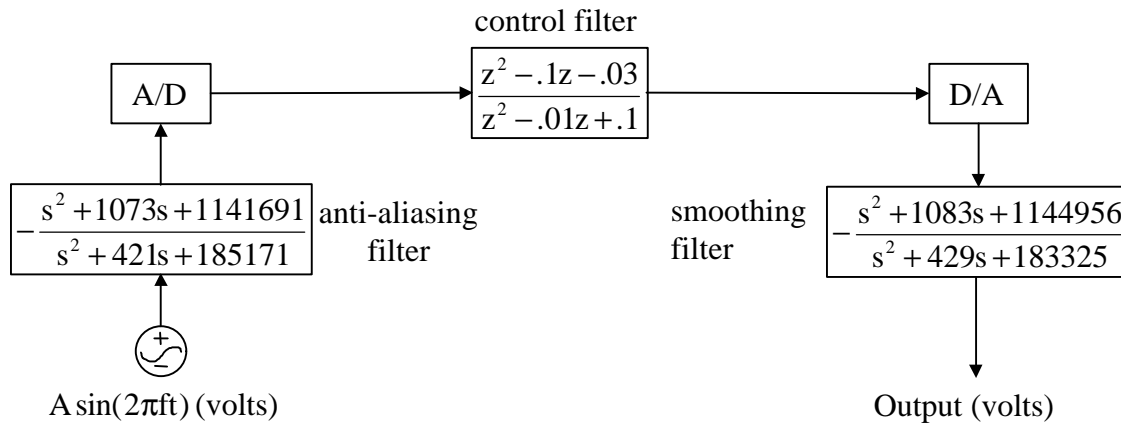 control filter
A/D
z² −.1z −.03
z² −.01z +.1
D/A
− s² +1073s +1141691
s² + 421s +185171
anti-aliasing
filter
smoothing
filter
− s² +1083s +1144956
s² + 429s +183325
+
−
A sin(2πft) (volts)
Output (volts)